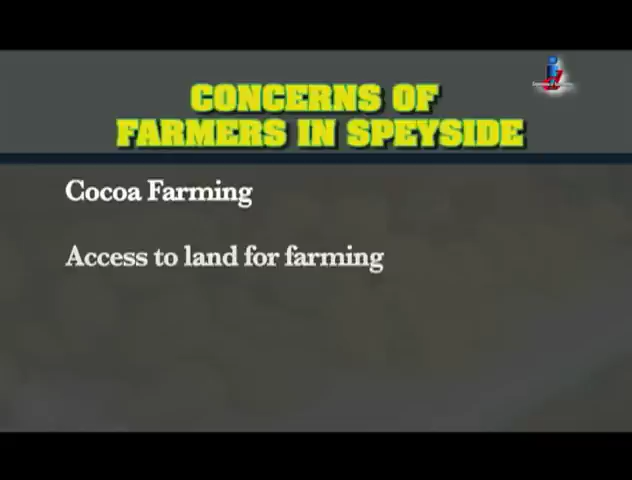 CONCERNS OF
FARMERS IN SPEYSIDE
Cocoa Farming
Access to land for farming